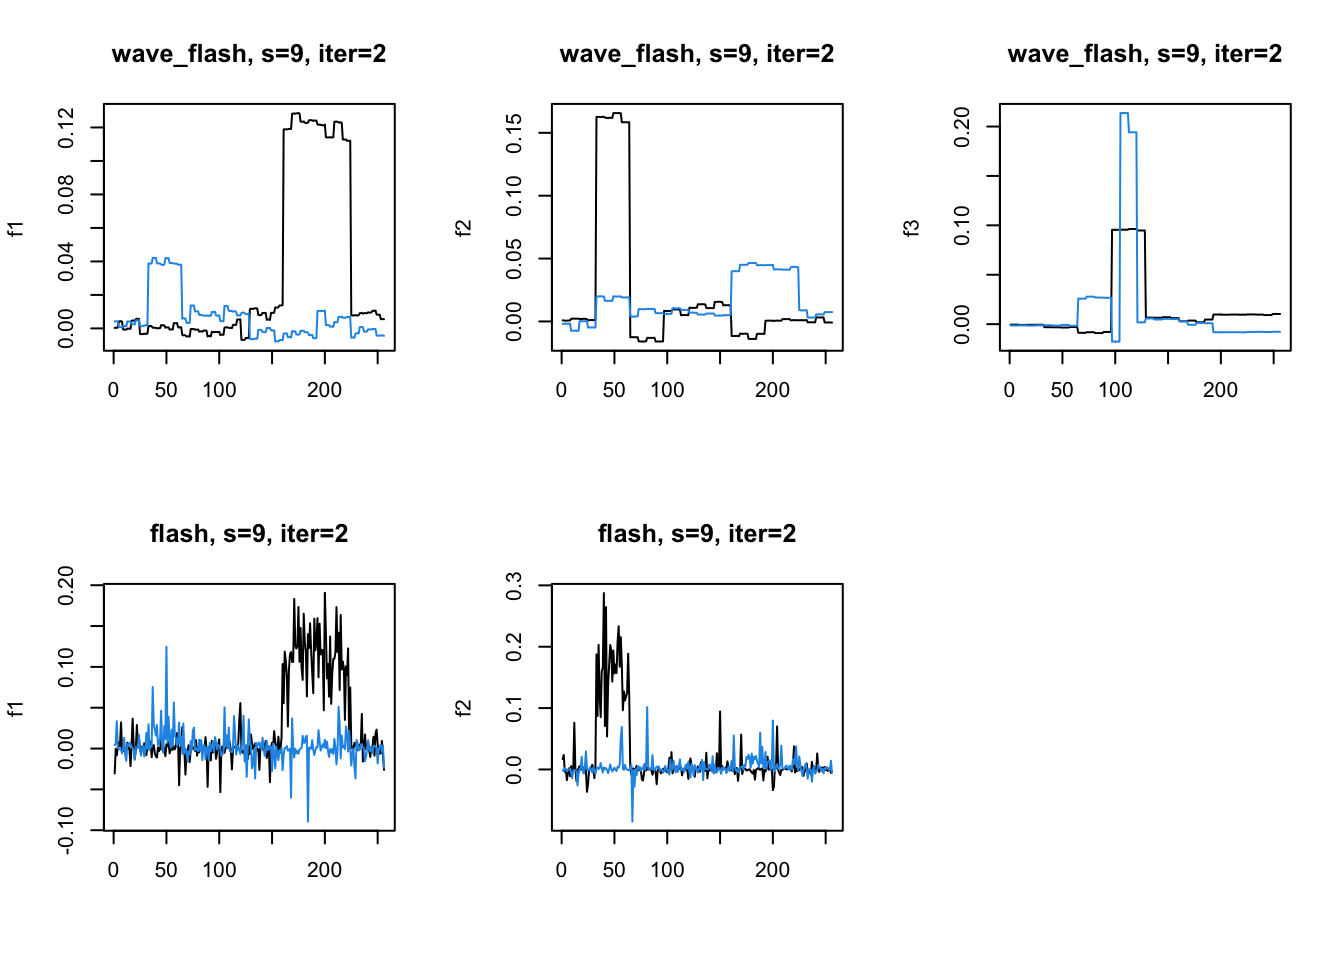 wave_flash, s=9, iter=2
f1
0.00 0.04 0.08 0.12
0 50 100 200
wave_flash, s=9, iter=2
f2
0.00 0.05 0.10 0.15
0 50 100 200
wave_flash, s=9, iter=2
f3
0.00 0.10 0.20
0 50 100 200
flash, s=9, iter=2
f1
-0.10 0.00 0.10 0.20
0 50 100 200
flash, s=9, iter=2
f2
0.0 0.1 0.2 0.3
0 50 100 200